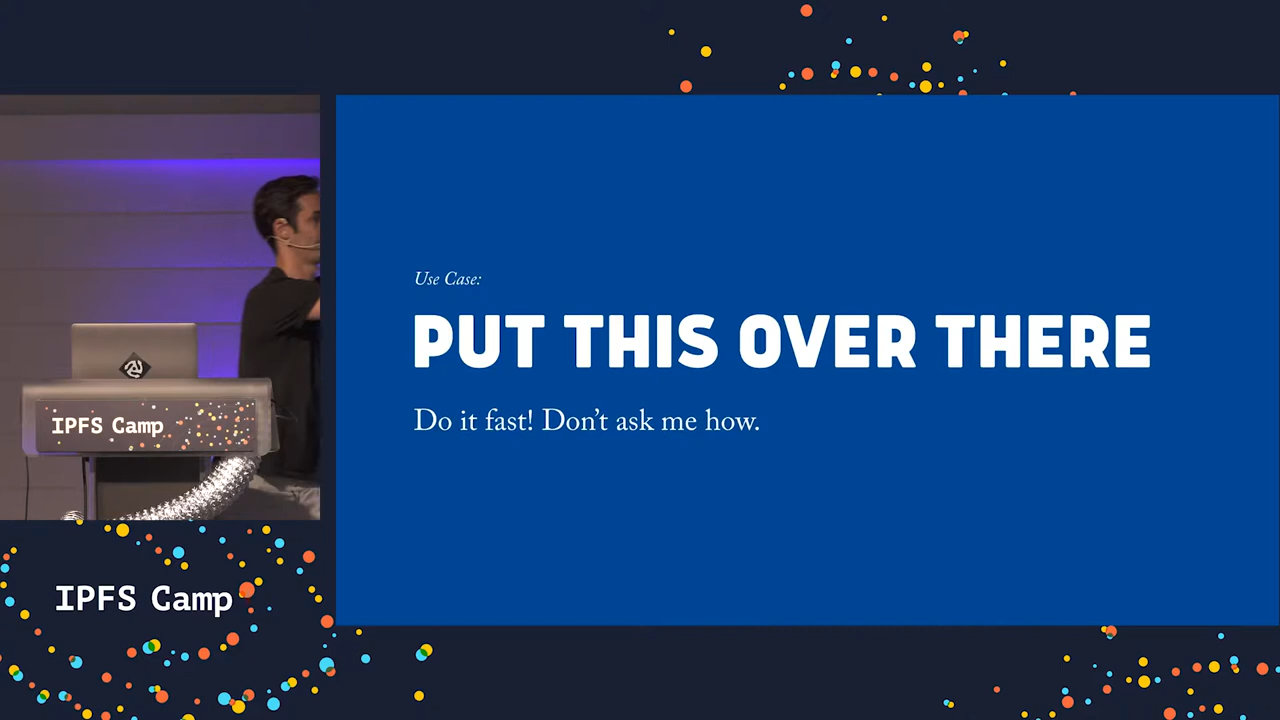 Use Case:
PUT THIS OVER THERE
Do it fast! Don’t ask me how.
IPFS Camp
IPFS Camp